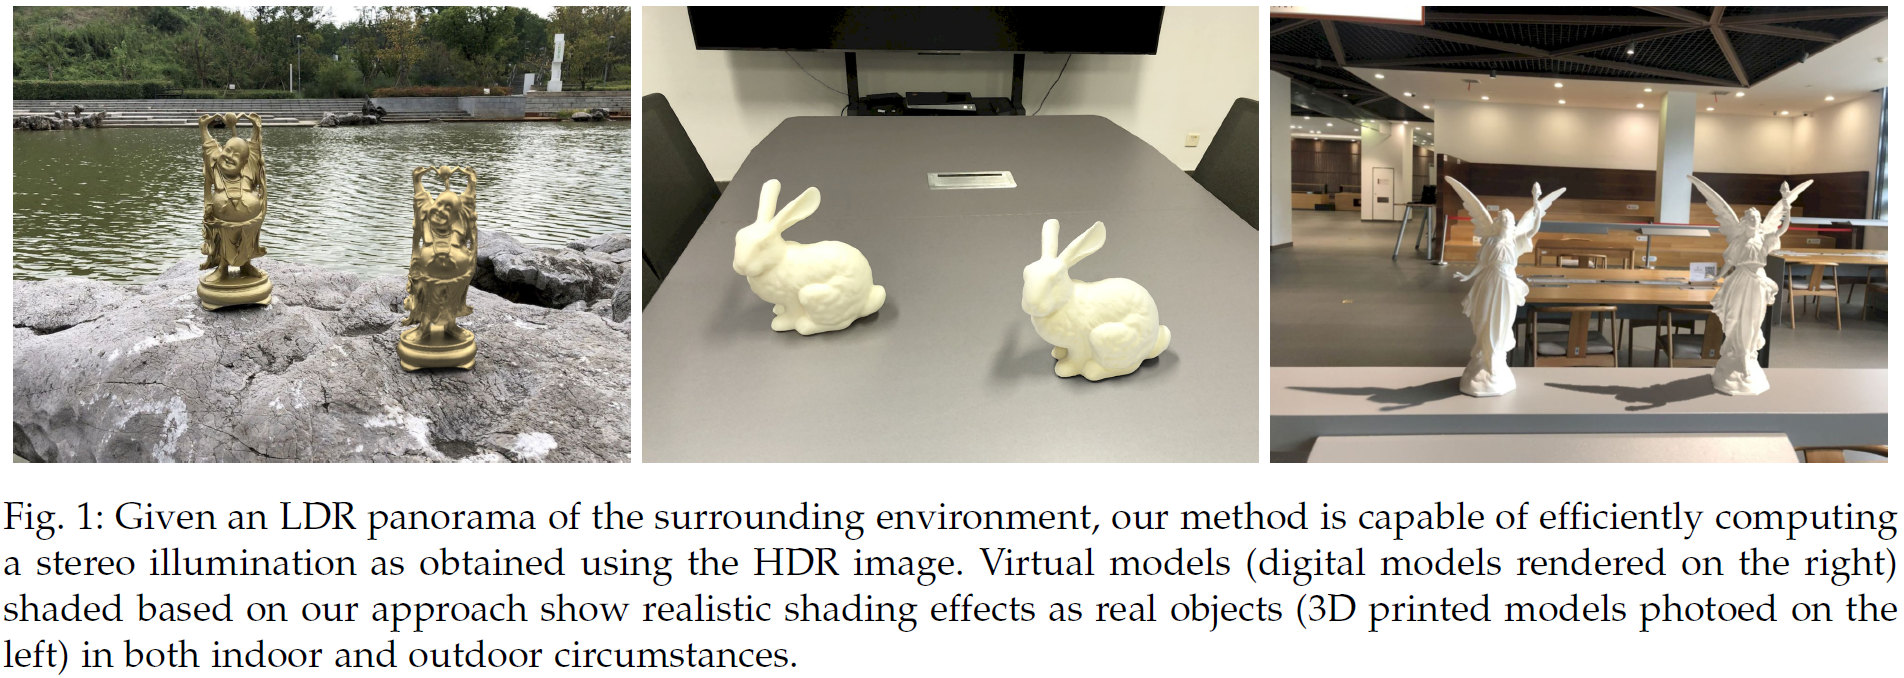 Fig. 1: Given an LDR panorama of the surrounding environment, our method is capable of efficiently computing
a stereo illumination as obtained using the HDR image. Virtual models (digital models rendered on the right)
shaded based on our approach show realistic shading effects as real objects (3D printed models photoed on the
left) in both indoor and outdoor circumstances.